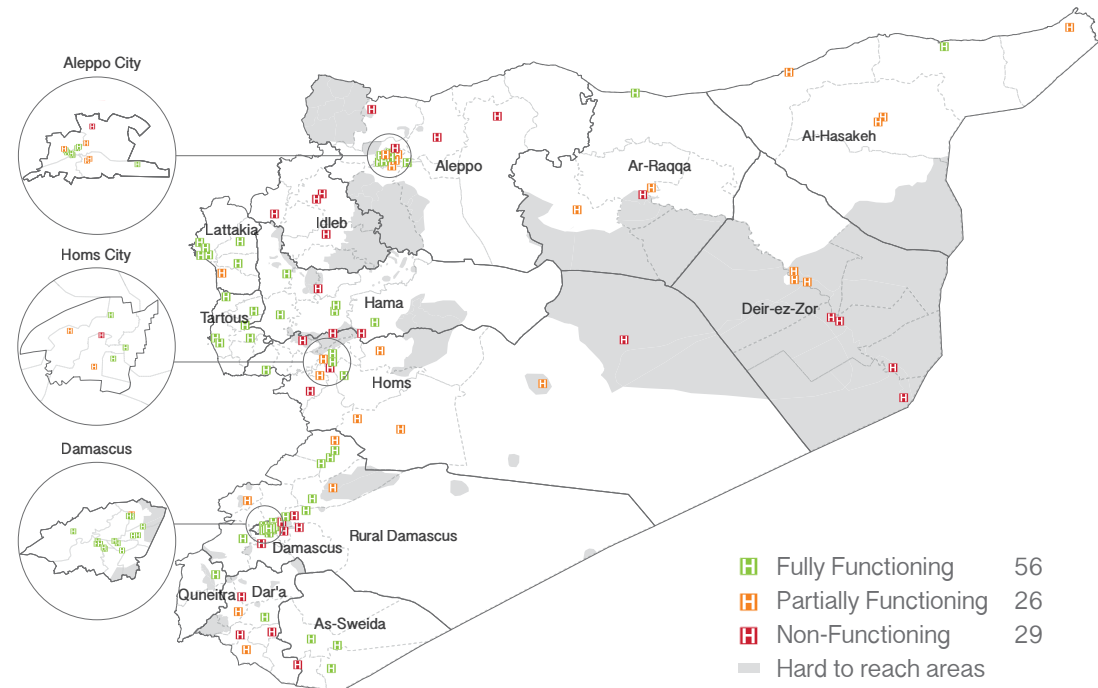 Aleppo City
Al-Hasakeh
Aleppo
Ar-Raqqa
Idleb
Lattakia
Homs City
Hama
Deir-ez-Zor
Tartous
Homs
Damascus
Rural Damascus
Damascus
Quneitra
Dar'a
As-Sweida
H Fully Functioning 56
H Partially Functioning 26
H Non-Functioning 29
Hard to reach areas